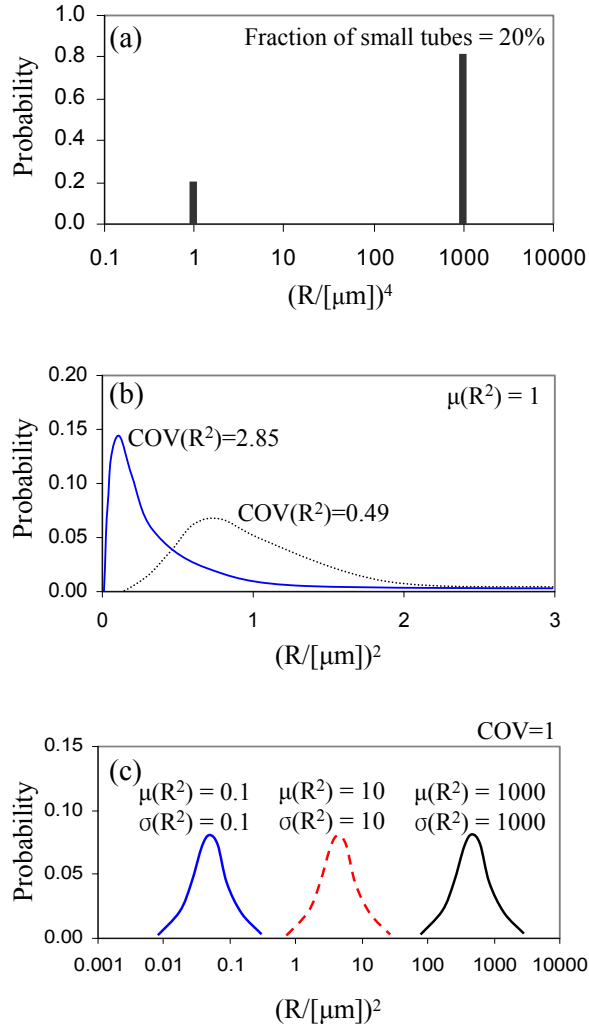 (a)
Fraction of small tubes = 20%
Probability
1.0
0.8
0.6
0.4
0.2
0.0
0.1 1 10 100 1000 10000
(R/[μm])⁴
(b)
μ(R²) = 1
COV(R²)=2.85
COV(R²)=0.49
Probability
0.20
0.15
0.10
0.05
0.00
0 1 2 3
(R/[μm])²
COV=1
(c)
μ(R²) = 0.1 μ(R²) = 10 μ(R²) = 1000
σ(R²) = 0.1 σ(R²) = 10 σ(R²) = 1000
Probability
0.15
0.10
0.05
0.00
0.001 0.01 0.1 1 10 100 1000 10000
(R/[μm])²